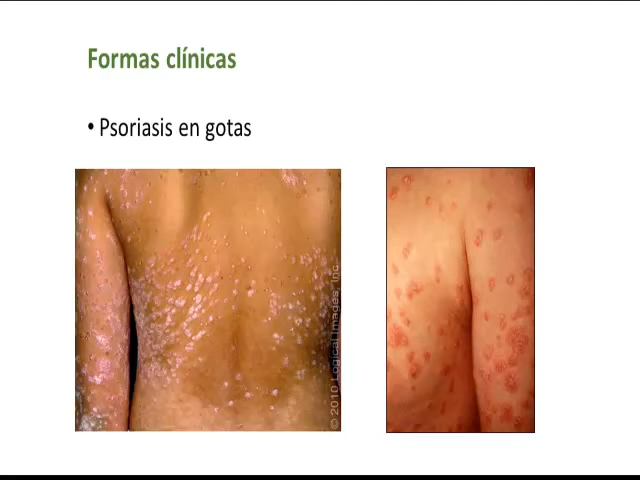 Formas clínicas
• Psoriasis en gotas
© 2010 Logical Images, Inc.